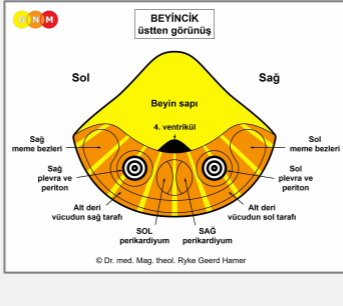 GNM
BEYİNCİK
üstten görünüş
Sol
Sağ
Beyin sapı
4. ventrikül
Sağ
meme bezleri
Sol
meme bezleri
Sağ
plevra ve
periton
Sol
plevra ve
periton
Alt deri
vücudun sağ tarafı
SOL
perikardiyum
SAĞ
perikardiyum
Alt deri
vücudun sol tarafı
© Dr. med. Mag. theol. Ryke Geerd Hamer